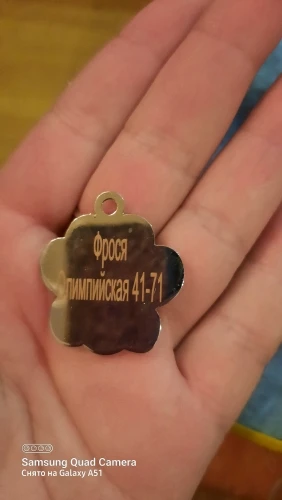 Фрося
Олимпийская 41-71
Samsung Quad Camera
Снято на Galaxy A51